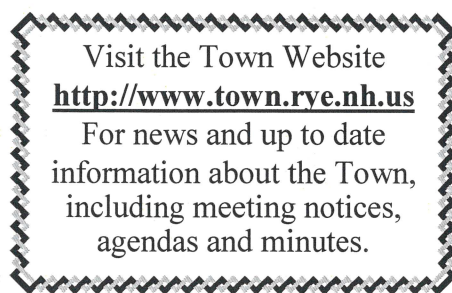 Visit the Town Website
http://www.town.rye.nh.us
For news and up to date
information about the Town,
including meeting notices,
agendas and minutes.